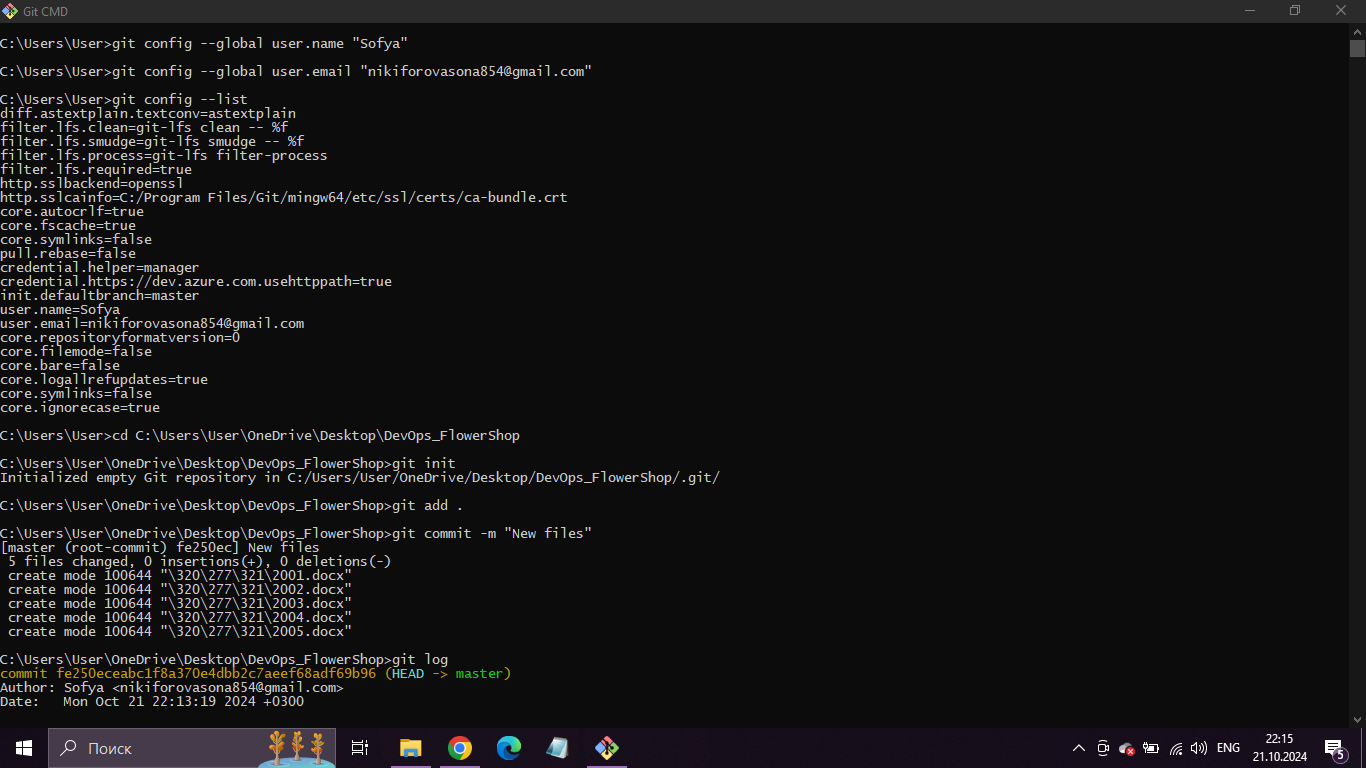 Git CMD
C:\Users\User>git config --global user.name "Sofya"
C:\Users\User>git config --global user.email "nikiforovasona854@gmail.com"
C:\Users\User>git config --list
diff.astextplain.textconv=astextplain
filter.lfs.clean=git-lfs clean -- %f
filter.lfs.smudge=git-lfs smudge -- %f
filter.lfs.process=git-lfs filter-process
filter.lfs.required=true
http.sslbackend=openssl
http.sslcainfo=C:/Program Files/Git/mingw64/etc/ssl/certs/ca-bundle.crt
core.autocrlf=true
core.fscache=true
core.symlinks=false
pull.rebase=false
credential.helper=manager
credential.https://dev.azure.com.usehttppath=true
init.defaultbranch=master
user.name=Sofya
user.email=nikiforovasona854@gmail.com
core.repositoryformatversion=0
core.filemode=false
core.bare=false
core.logallrefupdates=true
core.symlinks=false
core.ignorecase=true
C:\Users\User>cd C:\Users\User\OneDrive\Desktop\DevOps_FlowerShop
C:\Users\User\OneDrive\Desktop\DevOps_FlowerShop>git init
Initialized empty Git repository in C:/Users/User/OneDrive/Desktop/DevOps_FlowerShop/.git/
C:\Users\User\OneDrive\Desktop\DevOps_FlowerShop>git add .
C:\Users\User\OneDrive\Desktop\DevOps_FlowerShop>git commit -m "New files"
[master (root-commit) fe250ec] New files
 5 files changed, 0 insertions(+), 0 deletions(-)
 create mode 100644 "\320\277\321\2001.docx"
 create mode 100644 "\320\277\321\2002.docx"
 create mode 100644 "\320\277\321\2003.docx"
 create mode 100644 "\320\277\321\2004.docx"
 create mode 100644 "\320\277\321\2005.docx"
C:\Users\User\OneDrive\Desktop\DevOps_FlowerShop>git log
commit fe250eceabc1f8a370e4dbb2c7aeef68adf69b96 (HEAD -> master)
Author: Sofya <nikiforovasona854@gmail.com>
Date:   Mon Oct 21 22:13:19 2024 +0300
Поиск
ENG
22:15
21.10.2024
5